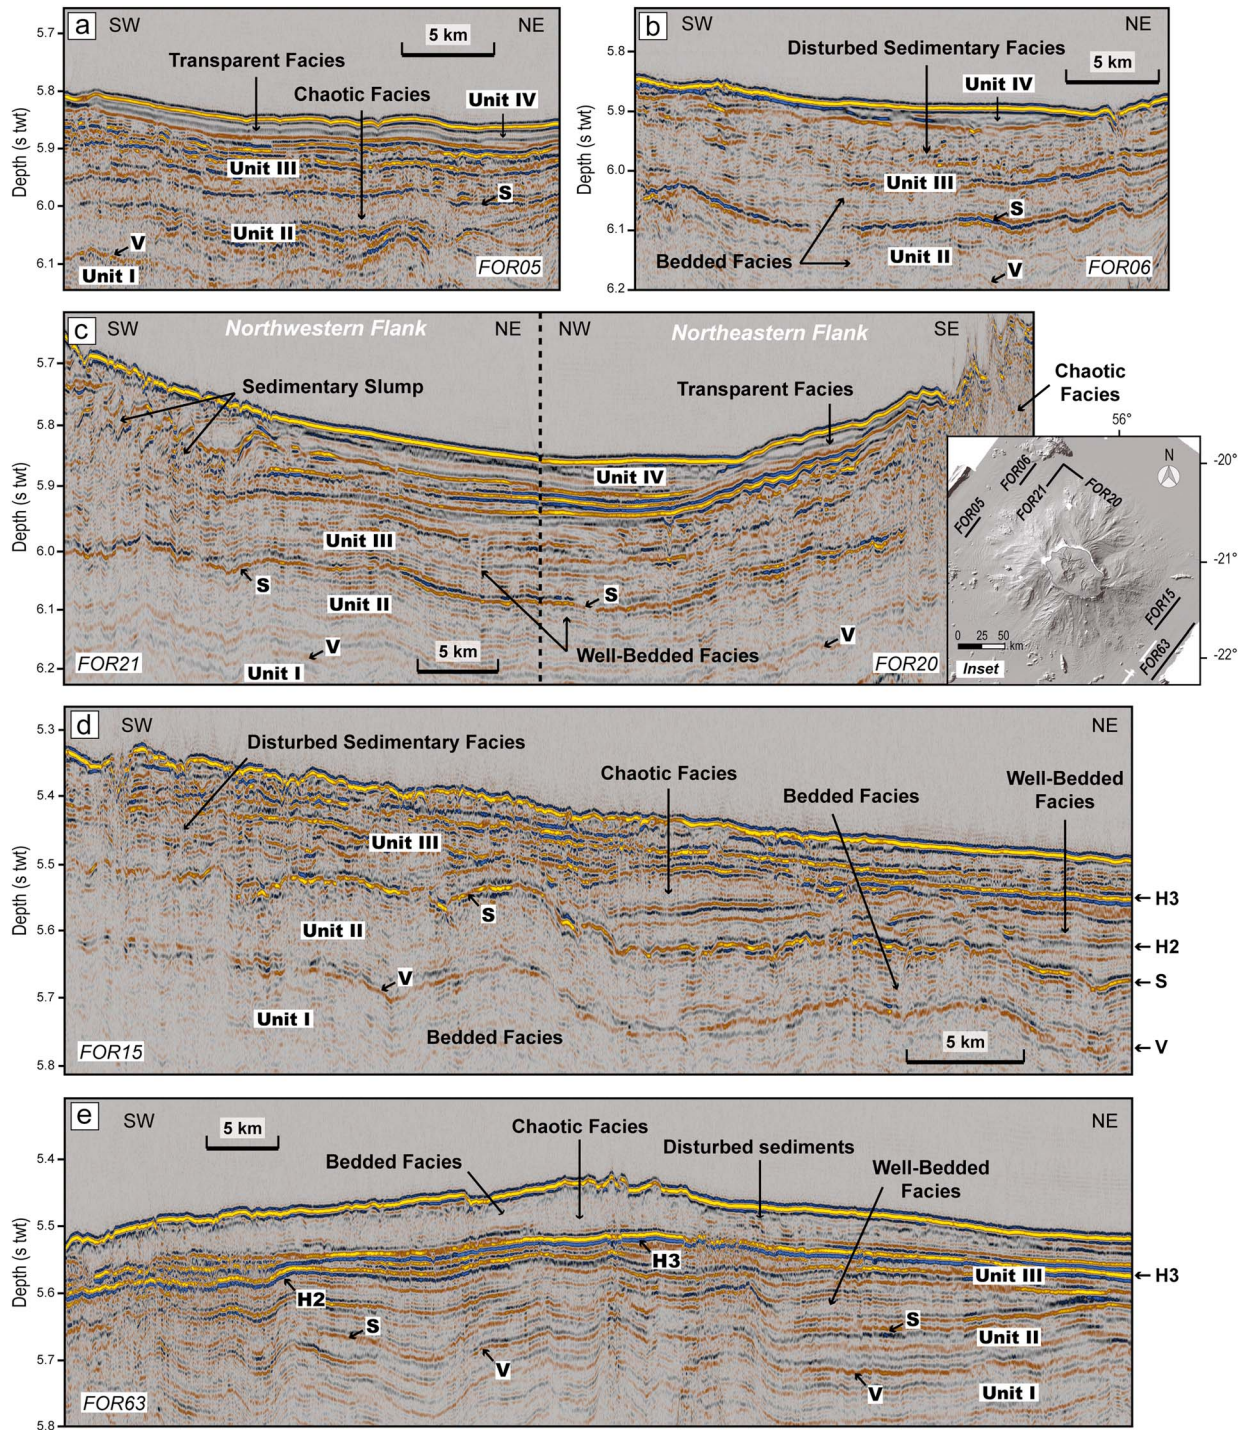 a SW NE
5.7
5 km
Transparent Facies
Chaotic Facies
Unit IV
5.8
5.9
Unit III
S
6.0
Unit II
V
6.1
Unit I
FOR05
Depth (s twt)
b SW NE
Disturbed Sedimentary Facies
5.8
5 km
Unit IV
5.9
6.0
Unit III
S
6.1
Bedded Facies
Unit II
V
FOR06
6.2
Depth (s twt)
c SW Northwestern Flank NE NW Northeastern Flank SE
5.7
Sedimentary Slump
Transparent Facies
Chaotic
Facies
5.8
Unit IV
5.9
Unit III
6.0
S
S
Unit II
6.1
V
V
Well-Bedded Facies
5 km
FOR21
Unit I
FOR20
6.2
Depth (s twt)
56°
N
-20°
FOR06
FOR21
FOR20
FOR05
-21°
FOR15
0 25 50
km
FOR63
-22°
Inset
d SW NE
5.3
Disturbed Sedimentary Facies
Chaotic Facies
Bedded Facies
Well-Bedded
Facies
5.4
Unit III
5.5
H3
S
5.6
Unit II
H2
V
S
5.7
Unit I
Bedded Facies
5 km
V
FOR15
5.8
Depth (s twt)
e SW NE
5 km
Chaotic Facies
Disturbed sediments
5.4
Bedded Facies
Well-Bedded
Facies
5.5
H3
Unit III
H3
5.6
H2
S
S
Unit II
5.7
V
V
Unit I
FOR63
5.8
Depth (s twt)